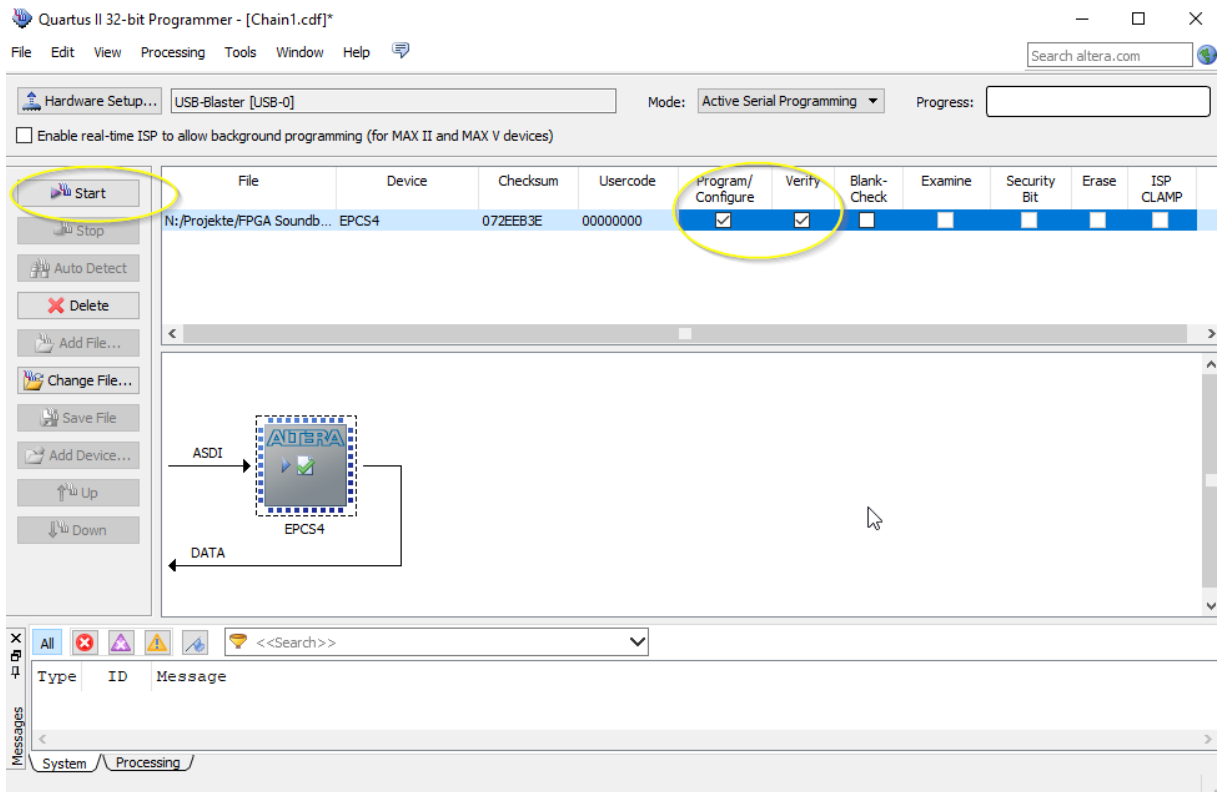 Quartus II 32-bit Programmer - [Chain1.cdf]*
File Edit View Processing Tools Window Help
Search altera.com
Hardware Setup... USB-Blaster [USB-0] Mode: Active Serial Programming Progress:
Enable real-time ISP to allow background programming (for MAX II and MAX V devices)
Start
Stop
Auto Detect
Delete
Add File...
Change File...
Save File
Add Device...
Up
Down
File Device Checksum Usercode Program/ Verify Blank- Examine Security Erase ISP
Configure Check Bit CLAMP
N:/Projekte/FPGA Soundb... EPCS4 072EEB3E 00000000
ALTERA
ASDI
EPCS4
DATA
All <<Search>>
Type ID Message
Messages
System Processing